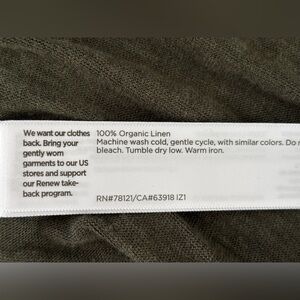 We want our clothes
back. Bring your
gently worn
garments to our US
stores and support
our Renew take-
back program.
100% Organic Linen
Machine wash cold, gentle cycle, with similar colors. Do
bleach. Tumble dry low. Warm iron.
RN#78121/CA#63918 IZ1